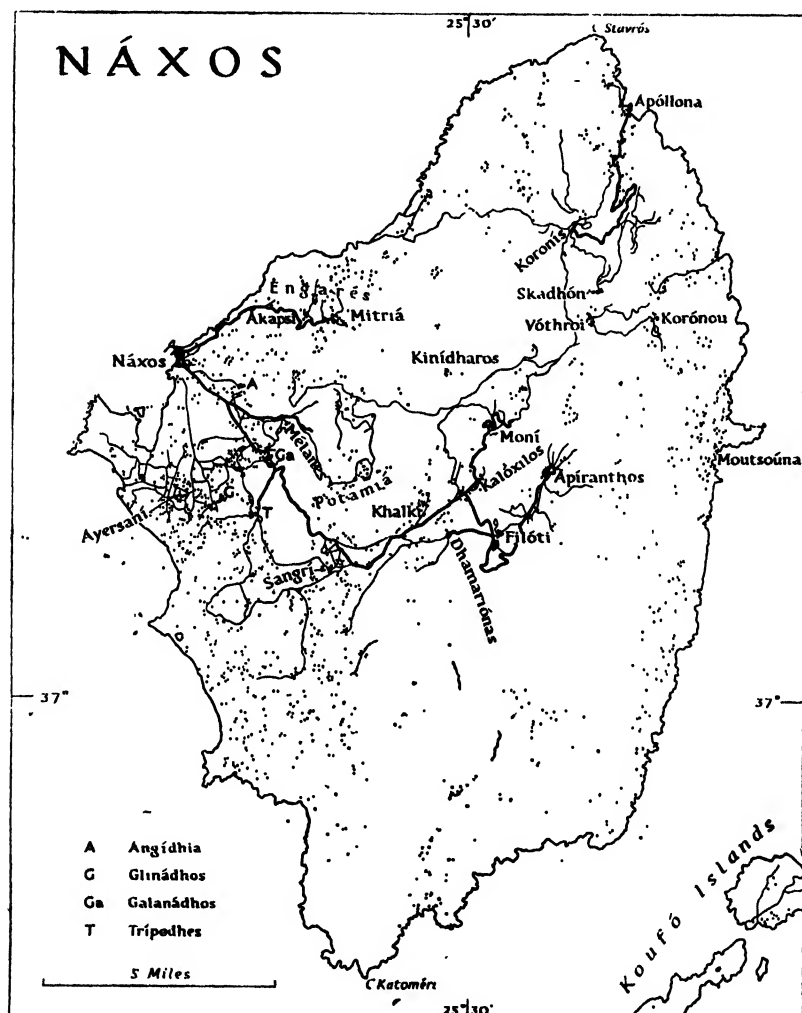 NÁXOS
25°30'
C Stavrós
Apóllona
Koronís
Skadhón
Engarés
Akapsi
Mitriá
Vóthroi
Korónou
Náxos
Kinídharos
A
Mélanes
Moní
Moutsoúna
Ga
Potamiá
Kalóxilos
Apíranthos
G
Ayersaní
T
Khalkí
Filóti
Sangrí
Dhamariónas
37°
37°
A Angídhia
G Glinádhos
Ga Galanádhos
T Trípodhes
5 Miles
C Katoméri
Koufó Islands
25°30'